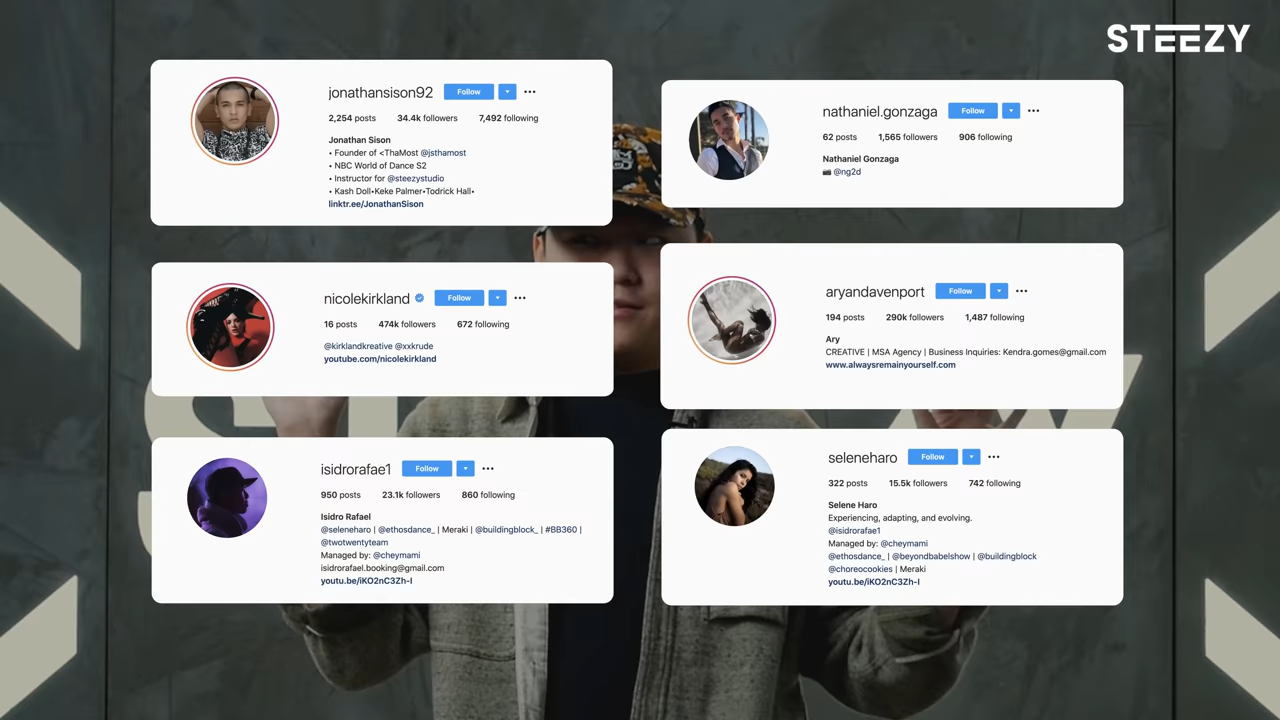 STEEZY
jonathansison92 Follow
2,254 posts 34.4k followers 7,492 following
Jonathan Sison
• Founder of <ThaMost @jsthamost
• NBC World of Dance S2
• Instructor for @steezystudio
• Kash Doll•Keke Palmer•Todrick Hall•
linktr.ee/JonathanSison
nathaniel.gonzaga Follow
62 posts 1,565 followers 906 following
Nathaniel Gonzaga
📷 @ng2d
nicolekirkland Follow
16 posts 474k followers 672 following
@kirklandkreative @xxkrude
youtube.com/nicolekirkland
aryandavenport Follow
194 posts 290k followers 1,487 following
Ary
CREATIVE | MSA Agency | Business Inquiries: Kendra.gomes@gmail.com
www.alwaysremainyourself.com
isidrorafae1 Follow
950 posts 23.1k followers 860 following
Isidro Rafael
@seleneharo | @ethosdance_ | Meraki | @buildingblock_ | #BB360 |
@twotwentyteam
Managed by: @cheymami
isidrorafael.booking@gmail.com
youtu.be/iKO2nC3Zh-I
seleneharo Follow
322 posts 15.5k followers 742 following
Selene Haro
Experiencing, adapting, and evolving.
@isidrorafae1
Managed by: @cheymami
@ethosdance_ | @beyondbabelshow | @buildingblock
@choreocookies | Meraki
youtu.be/iKO2nC3Zh-I